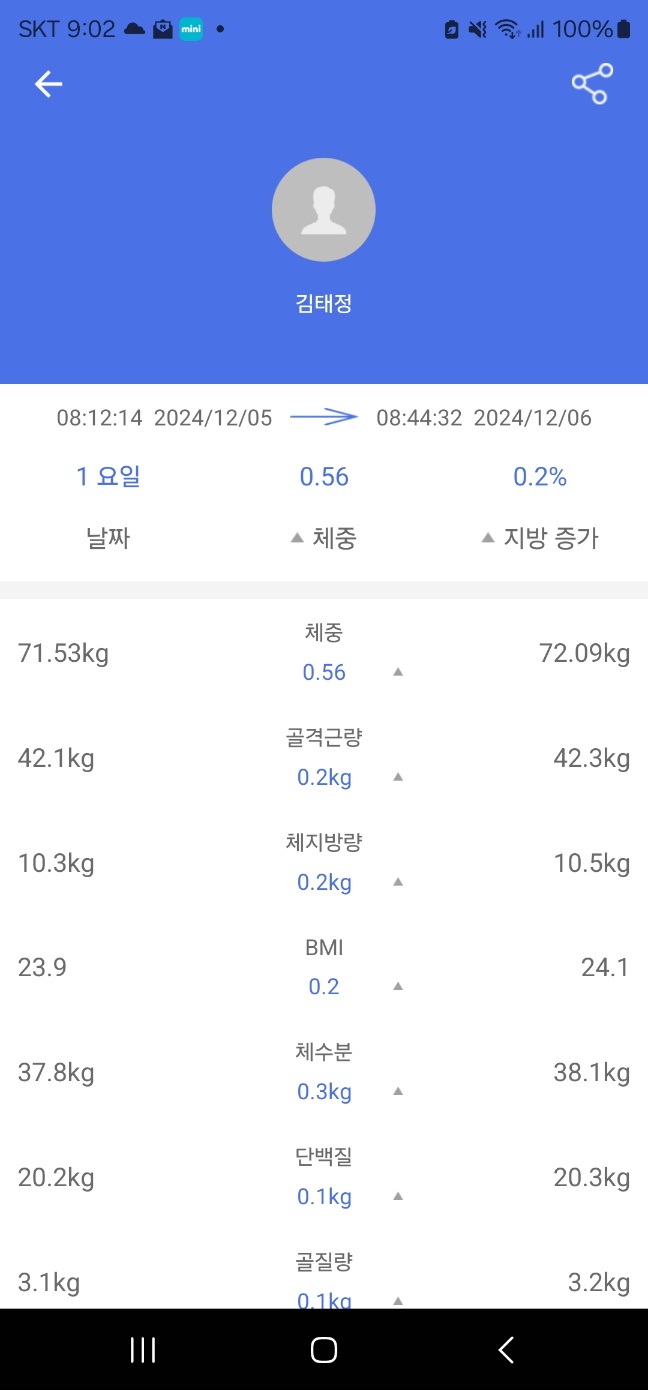 SKT 9:02 mini 100%
김태정
08:12:14 2024/12/05 08:44:32 2024/12/06
1 요일 0.56 0.2%
날짜 ▲ 체중 ▲ 지방 증가
체중
71.53kg 0.56 ▲ 72.09kg
골격근량
42.1kg 0.2kg ▲ 42.3kg
체지방량
10.3kg 0.2kg ▲ 10.5kg
BMI
23.9 0.2 ▲ 24.1
체수분
37.8kg 0.3kg ▲ 38.1kg
단백질
20.2kg 0.1kg ▲ 20.3kg
골질량
3.1kg 0.1kg ▲ 3.2kg